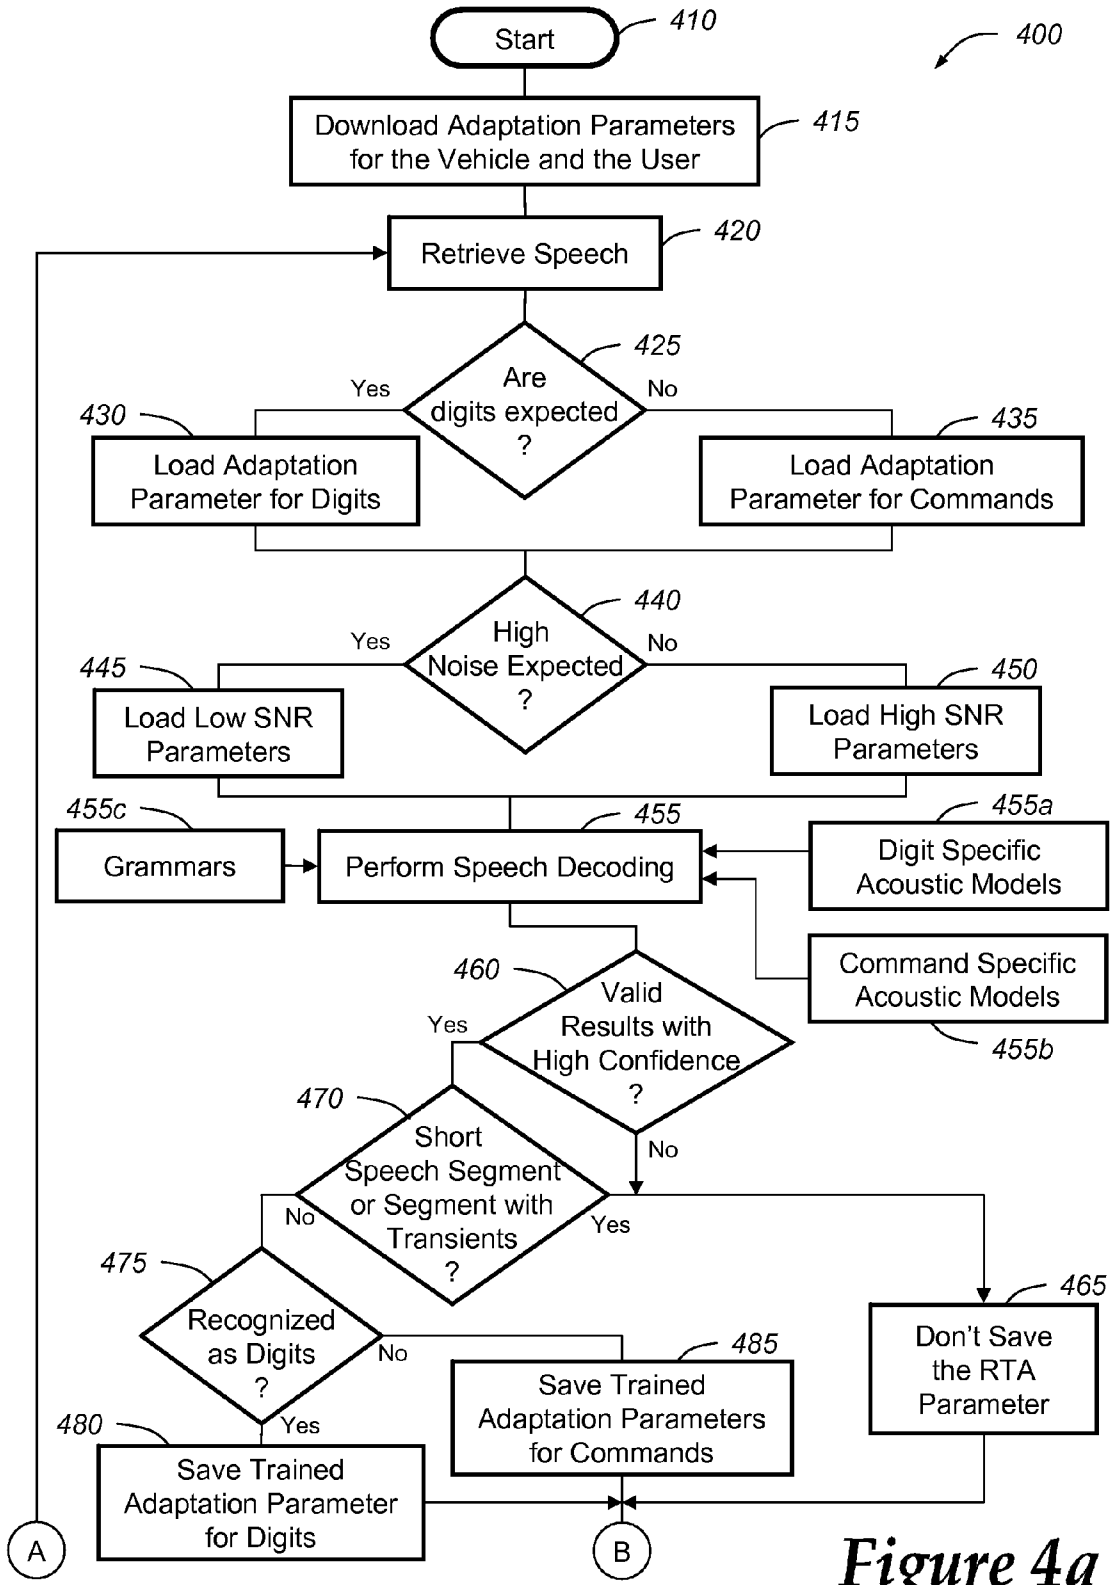 410
Start
400
Download Adaptation Parameters
for the Vehicle and the User
415
420
Retrieve Speech
425
Are
digits expected
?
Yes
No
430
Load Adaptation
Parameter for Digits
435
Load Adaptation
Parameter for Commands
440
High
Noise Expected
?
Yes
No
445
Load Low SNR
Parameters
450
Load High SNR
Parameters
455c
Grammars
455
Perform Speech Decoding
455a
Digit Specific
Acoustic Models
Command Specific
Acoustic Models
455b
460
Valid
Results with
High Confidence
?
Yes
No
470
Short
Speech Segment
or Segment with
Transients
?
No
Yes
475
Recognized
as Digits
?
No
Yes
465
Don't Save
the RTA
Parameter
485
Save Trained
Adaptation Parameters
for Commands
480
Save Trained
Adaptation Parameter
for Digits
A
B
Figure 4a